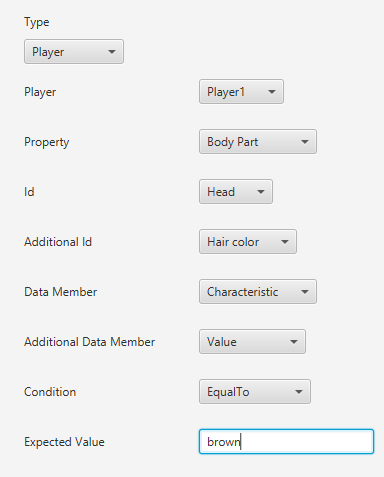 Type
Player
Player Player1
Property Body Part
Id Head
Additional Id Hair color
Data Member Characteristic
Additional Data Member Value
Condition EqualTo
Expected Value brown